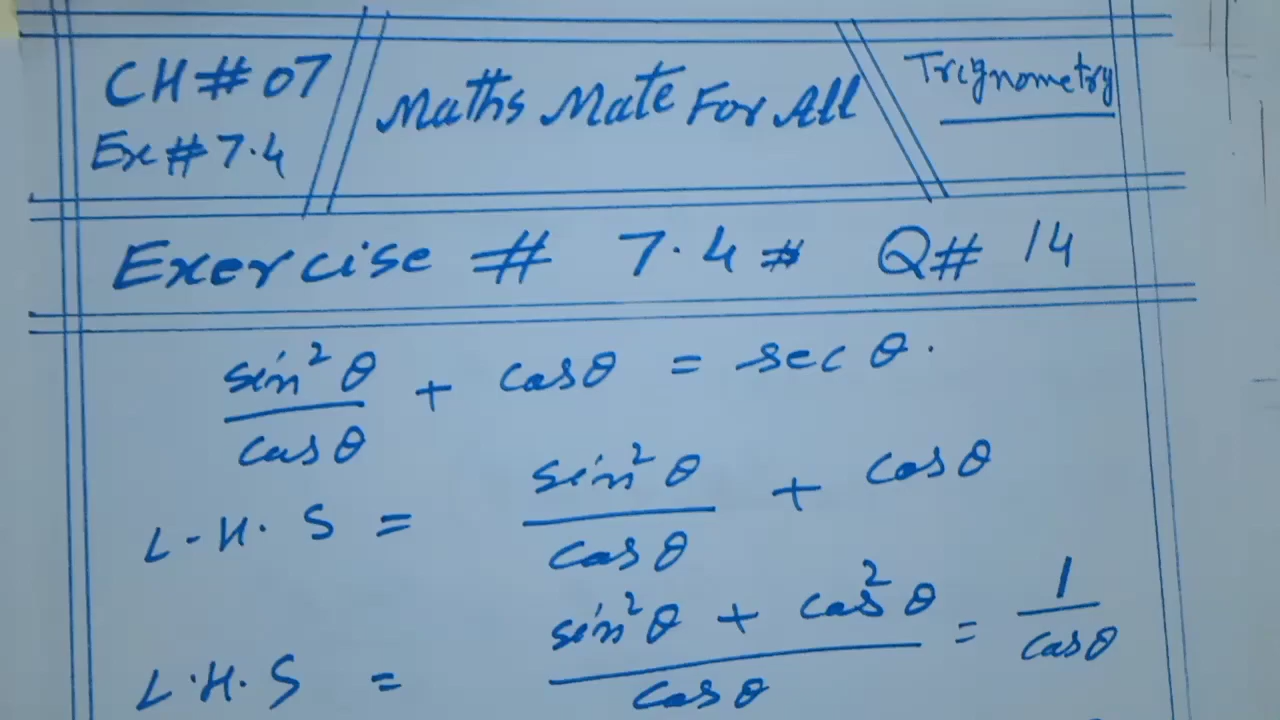 CH # 07
Ex # 7.4
Maths Mate For All
Trignometry
Exercise # 7.4 # Q# 14
sin²θ/cosθ + cosθ = sec θ.
L-H.S = sin²θ/cosθ + cosθ
L.H.S = (sin²θ + cos²θ)/cosθ = 1/cosθ